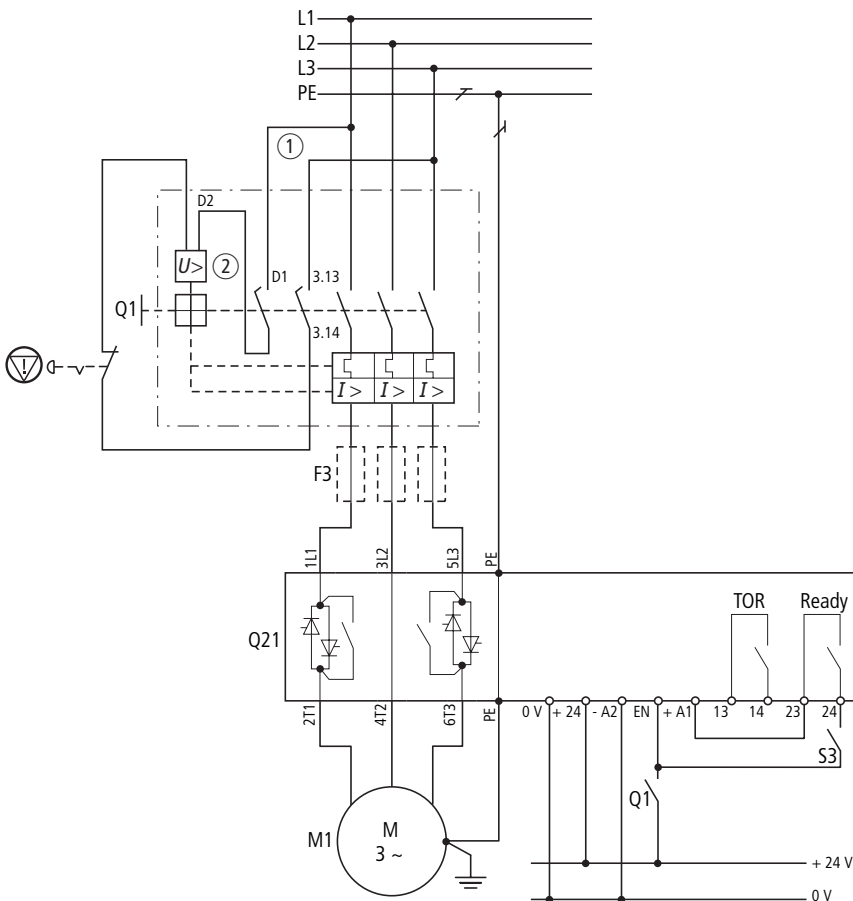 L1
L2
L3
PE
1
D2
U>
2
D1
3.13
Q1
3.14
!
I > I > I >
F3
1L1
3L2
5L3
PE
TOR
Ready
Q21
2T1
4T2
6T3
PE
0 V
+ 24
- A2
EN
+ A1
13
14
23
24
S3
Q1
M1
M
3 ~
+ 24 V
0 V